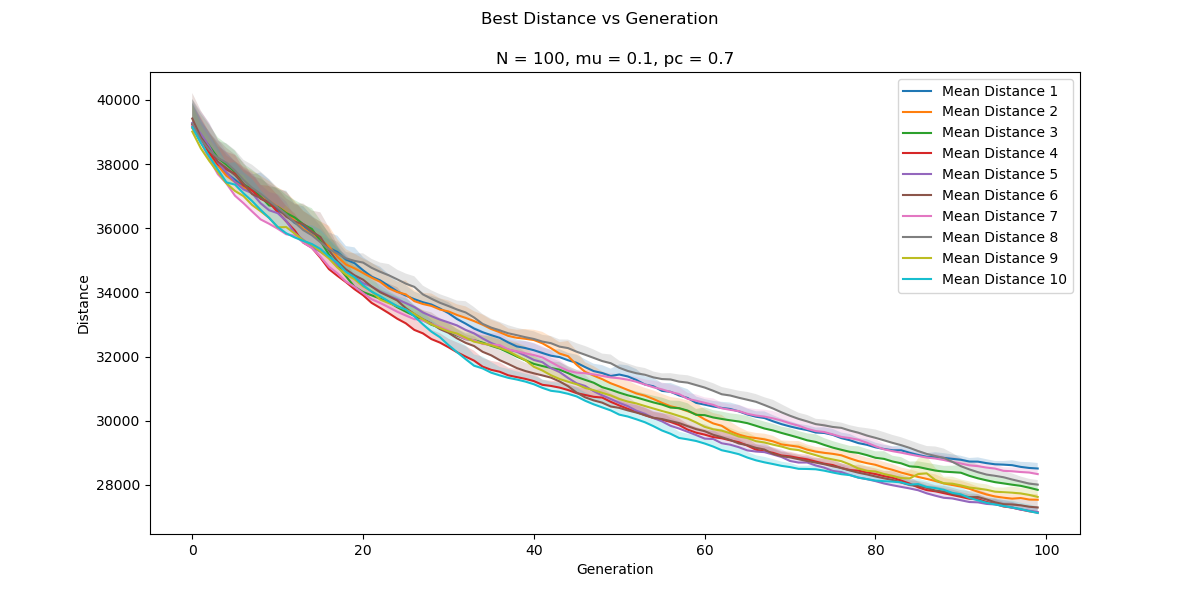 Best Distance vs Generation
N = 100, mu = 0.1, pc = 0.7
Distance
40000
38000
36000
34000
32000
30000
28000
0
20
40
60
80
100
Generation
Mean Distance 1
Mean Distance 2
Mean Distance 3
Mean Distance 4
Mean Distance 5
Mean Distance 6
Mean Distance 7
Mean Distance 8
Mean Distance 9
Mean Distance 10